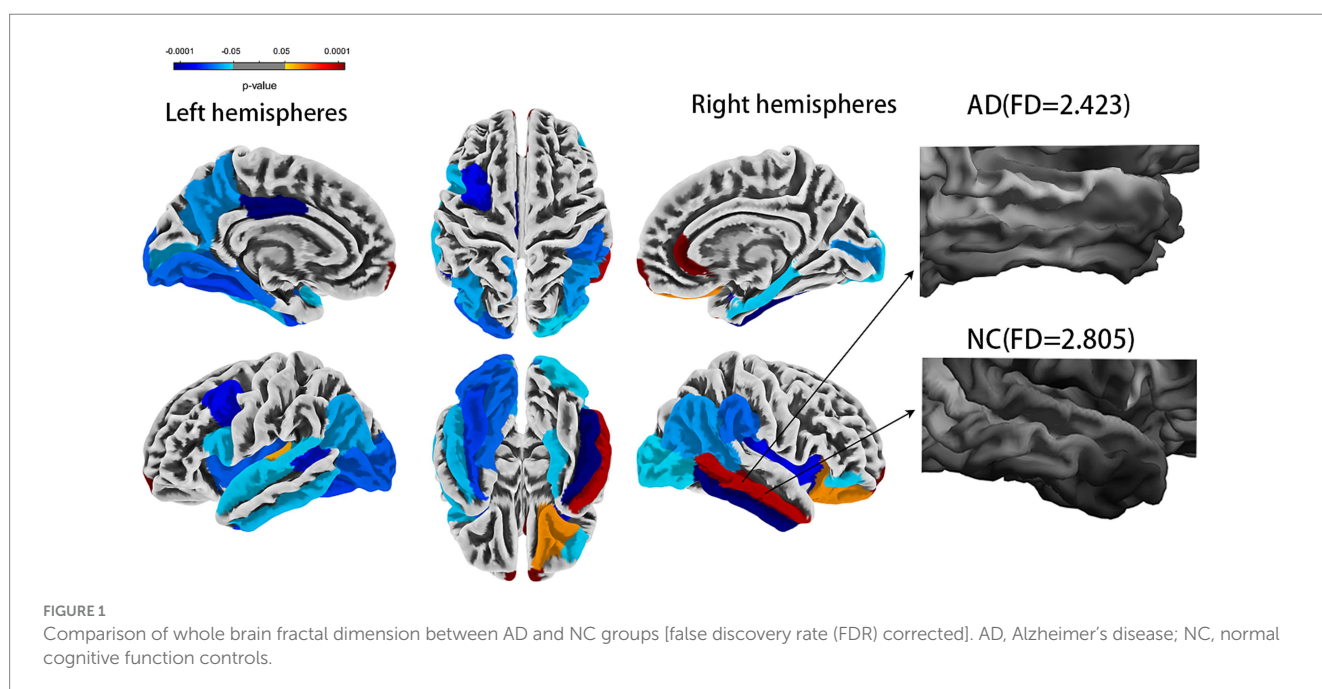 -0.0001 -0.05 0.05 0.0001
p-value
Left hemispheres
Right hemispheres
AD(FD=2.423)
NC(FD=2.805)
FIGURE 1
Comparison of whole brain fractal dimension between AD and NC groups [false discovery rate (FDR) corrected]. AD, Alzheimer's disease; NC, normal
cognitive function controls.